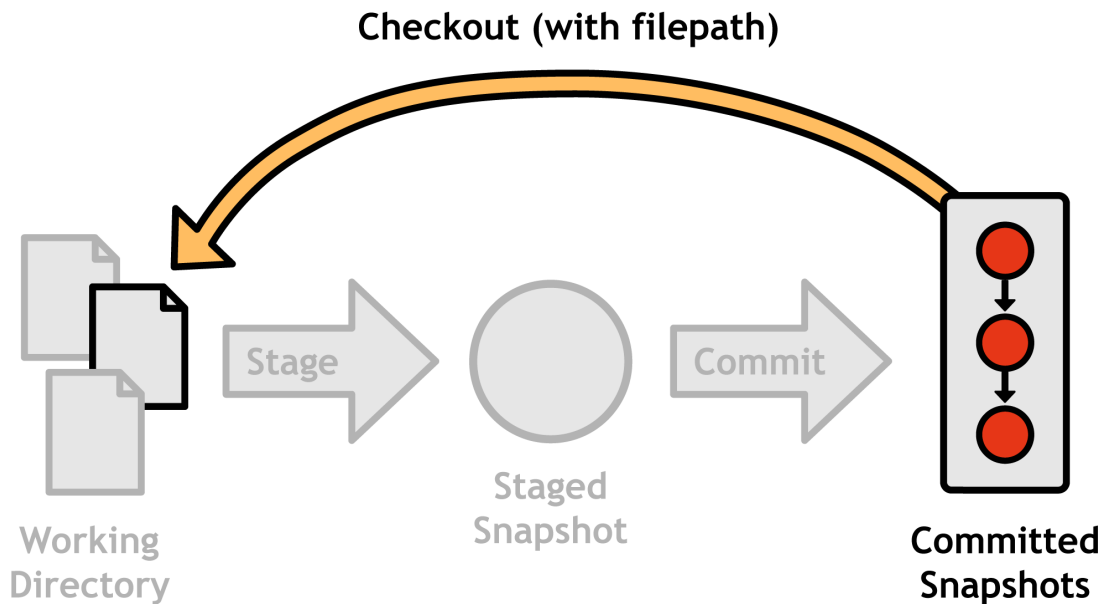 Checkout (with filepath)
Stage
Commit
Staged
Snapshot
Working
Directory
Committed
Snapshots